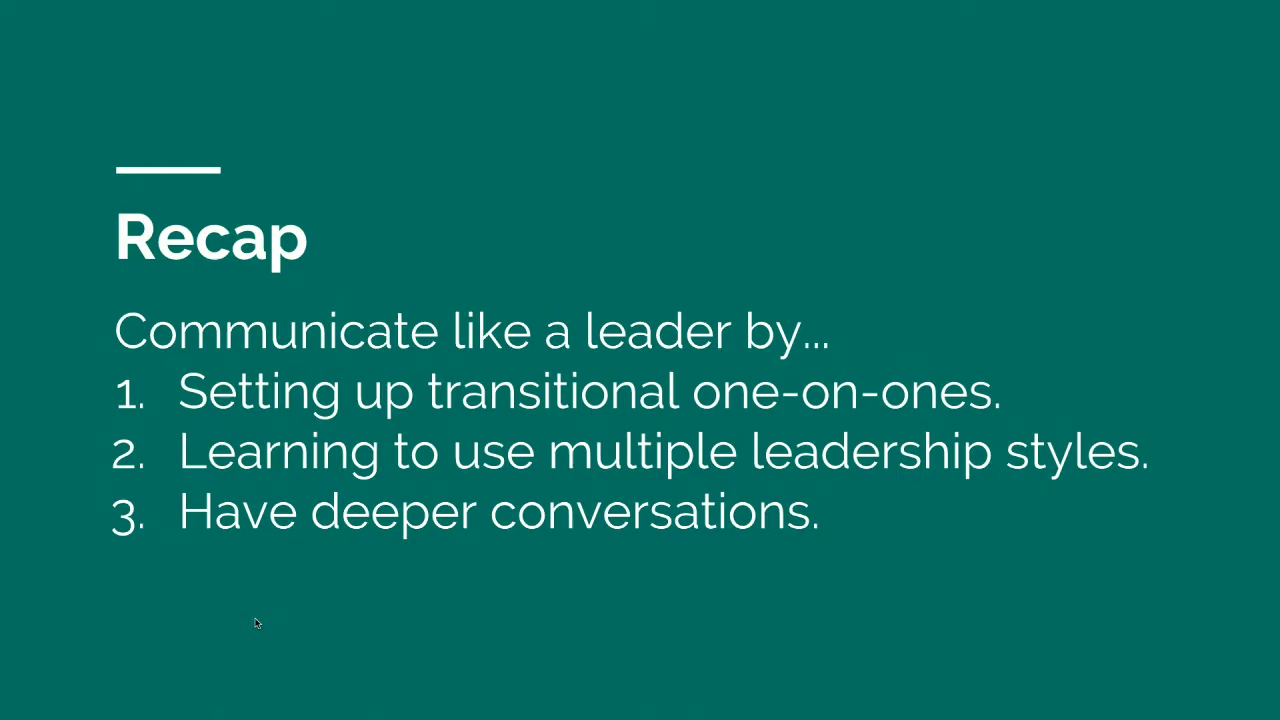 Recap
Communicate like a leader by...
1. Setting up transitional one-on-ones.
2. Learning to use multiple leadership styles.
3. Have deeper conversations.